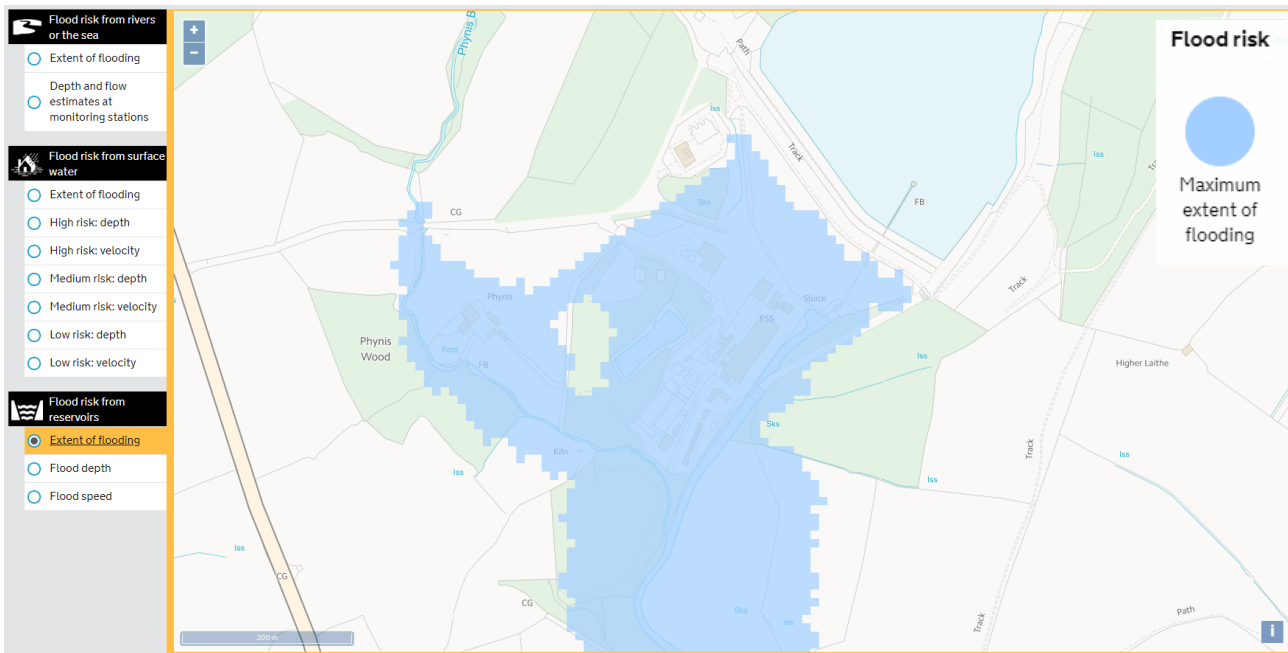 Flood risk from rivers
or the sea
Extent of flooding
Depth and flow
estimates at
monitoring stations
Flood risk from surface
water
Extent of flooding
High risk: depth
High risk: velocity
Medium risk: depth
Medium risk: velocity
Low risk: depth
Low risk: velocity
Flood risk from
reservoirs
Extent of flooding
Flood depth
Flood speed
+
−
Phynis B
Path
Iss
Track
CG
Sks
FB
Iss
Track
Phynis
Sluice
ESS
Phynis
Wood
Ford
FB
Iss
Higher Laithe
Sks
Kiln
Iss
Track
Iss
Iss
Iss
CG
CG
Sks
Iss
Track
Path
200 m
i
Flood risk
Maximum
extent of
flooding